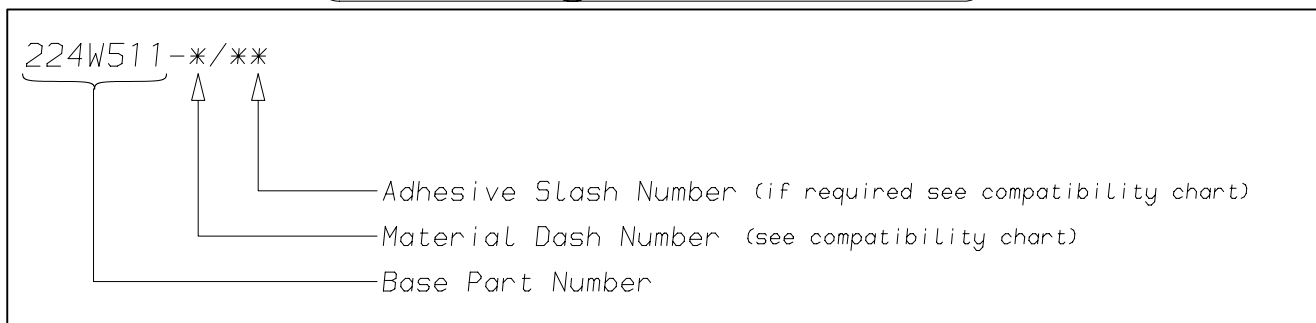 224W511-*/**
Adhesive Slash Number (if required see compatibility chart)
Material Dash Number (see compatibility chart)
Base Part Number